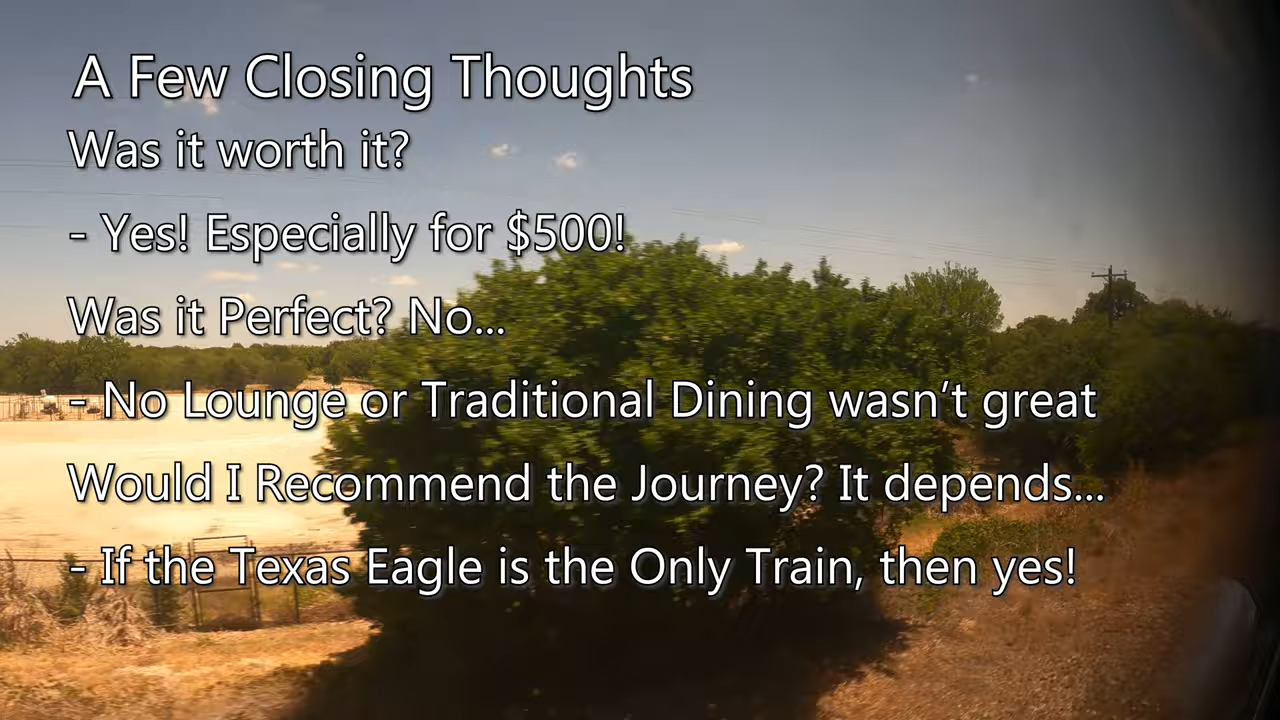 A Few Closing Thoughts
Was it worth it?
- Yes! Especially for $500!
Was it Perfect? No...
- No Lounge or Traditional Dining wasn’t great
Would I Recommend the Journey? It depends...
- If the Texas Eagle is the Only Train, then yes!